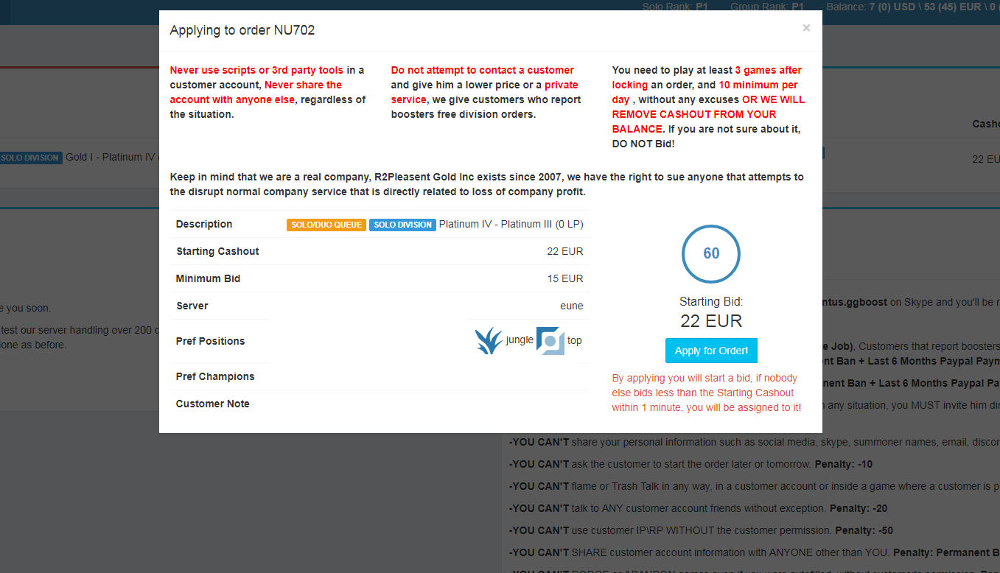 Solo Rank: P1 Group Rank: P1 Balance: 7 (0) USD \ 53 (45) EUR \ 0 (
Applying to order NU702
×
Never use scripts or 3rd party tools in a
customer account, Never share the
account with anyone else, regardless of
the situation.
Do not attempt to contact a customer
and give him a lower price or a private
service, we give customers who report
boosters free division orders.
You need to play at least 3 games after
locking an order, and 10 minimum per
day , without any excuses OR WE WILL
REMOVE CASHOUT FROM YOUR
BALANCE. If you are not sure about it,
DO NOT Bid!
Keep in mind that we are a real company, R2Pleasent Gold Inc exists since 2007, we have the right to sue anyone that attempts to
the disrupt normal company service that is directly related to loss of company profit.
Description SOLO/DUO QUEUE SOLO DIVISION Platinum IV - Platinum III (0 LP)
Starting Cashout 22 EUR
Minimum Bid 15 EUR
Server eune
Pref Positions jungle top
Pref Champions
Customer Note
60
Starting Bid:
22 EUR
Apply for Order!
By applying you will start a bid, if nobody
else bids less than the Starting Cashout
within 1 minute, you will be assigned to it!
SOLO DIVISION Gold I - Platinum IV (
22 EU
e you soon.
test our server handling over 200
one as before.
ntus.ggboost on Skype and you'll be
Job), Customers that report boosters
nt Ban + Last 6 Months Paypal Paym
nent Ban + Last 6 Months Paypal Pa
any situation, you MUST invite him di
-YOU CAN'T share your personal information such as social media, skype, summoner names, email, discor
-YOU CAN'T ask the customer to start the order later or tomorrow. Penalty: -10
-YOU CAN'T flame or Trash Talk in any way, in a customer account or inside a game where a customer is p
-YOU CAN'T talk to ANY customer account friends without exception. Penalty: -20
-YOU CAN'T use customer IP\RP WITHOUT the customer permission. Penalty: -50
-YOU CAN'T SHARE customer account information with ANYONE other than YOU. Penalty: Permanent B